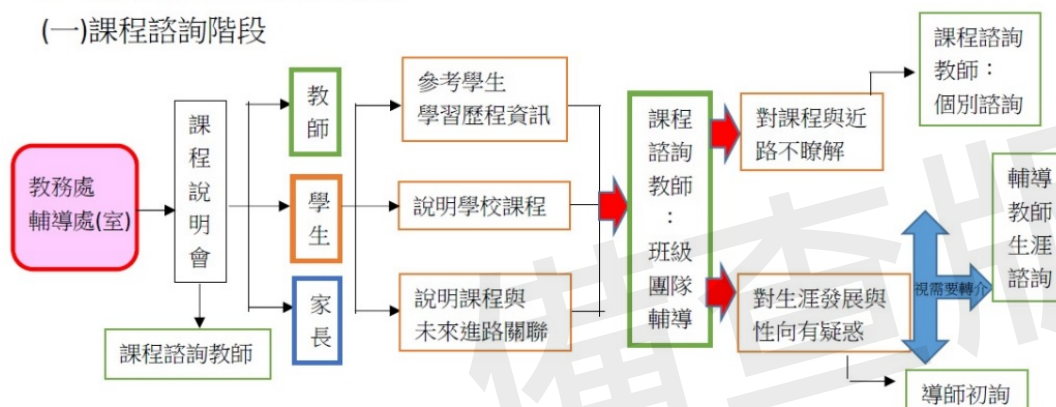 (一)課程諮詢階段
教務處
輔導處(室)
課程說明會
課程諮詢教師
教師
學生
家長
參考學生
學習歷程資訊
說明學校課程
說明課程與
未來進路關聯
課程
諮詢
教師
：
班級
團隊
輔導
對課程與近
路不瞭解
對生涯發展與
性向有疑惑
課程諮詢
教師：
個別諮詢
視需要轉介
輔導
教師
生涯
諮詢
導師初詢
備查版